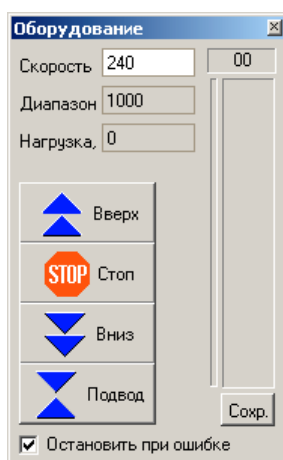 Оборудование
Скорость 240 00
Диапазон 1000
Нагрузка, 0
Вверх
STOP Стоп
Вниз
Подвод
Сохр.
Остановить при ошибке